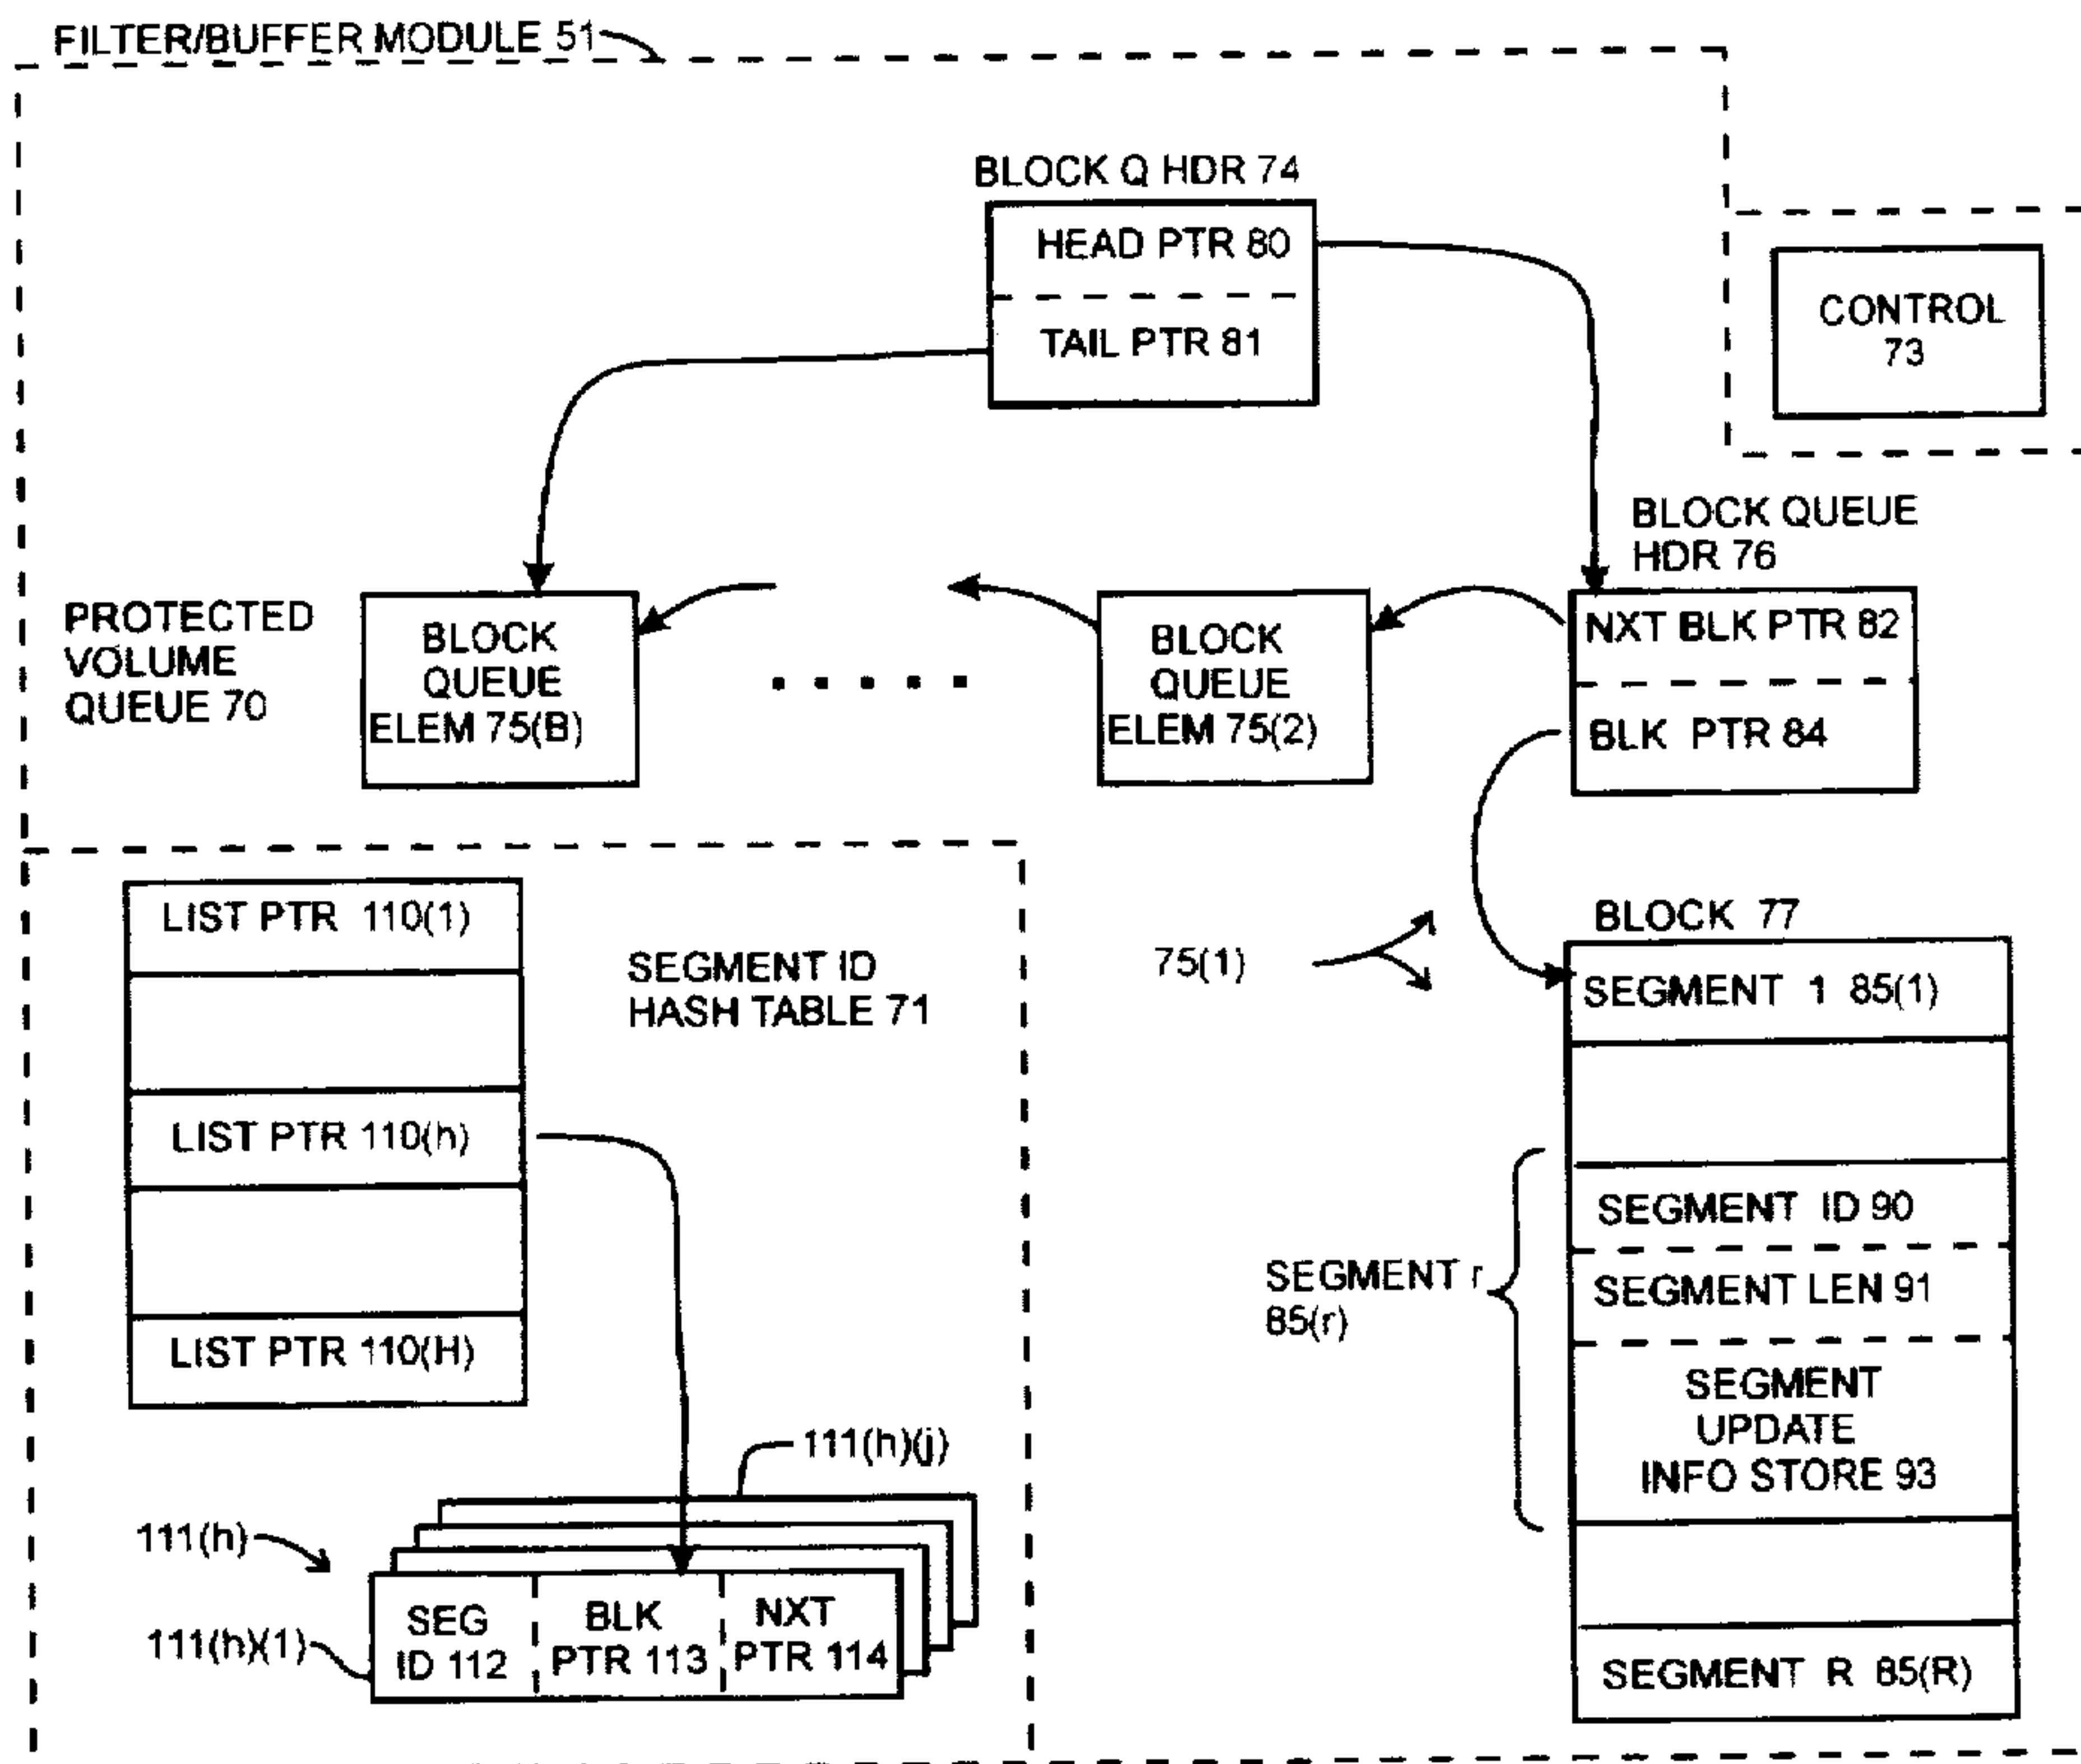 FILTER/BUFFER MODULE 51
BLOCK Q HDR 74
HEAD PTR 80
TAIL PTR 81
CONTROL
73
BLOCK QUEUE
HDR 76
NXT BLK PTR 82
BLK PTR 84
PROTECTED
VOLUME
QUEUE 70
BLOCK
QUEUE
ELEM 75(B)
BLOCK
QUEUE
ELEM 75(2)
LIST PTR 110(1)
LIST PTR 110(h)
LIST PTR 110(H)
SEGMENT ID
HASH TABLE 71
75(1)
BLOCK 77
SEGMENT 1 85(1)
SEGMENT r
85(r)
SEGMENT ID 90
SEGMENT LEN 91
SEGMENT
UPDATE
INFO STORE 93
SEGMENT R 85(R)
111(h)(j)
111(h)
111(h)(1)
SEG
ID 112
BLK
PTR 113
NXT
PTR 114